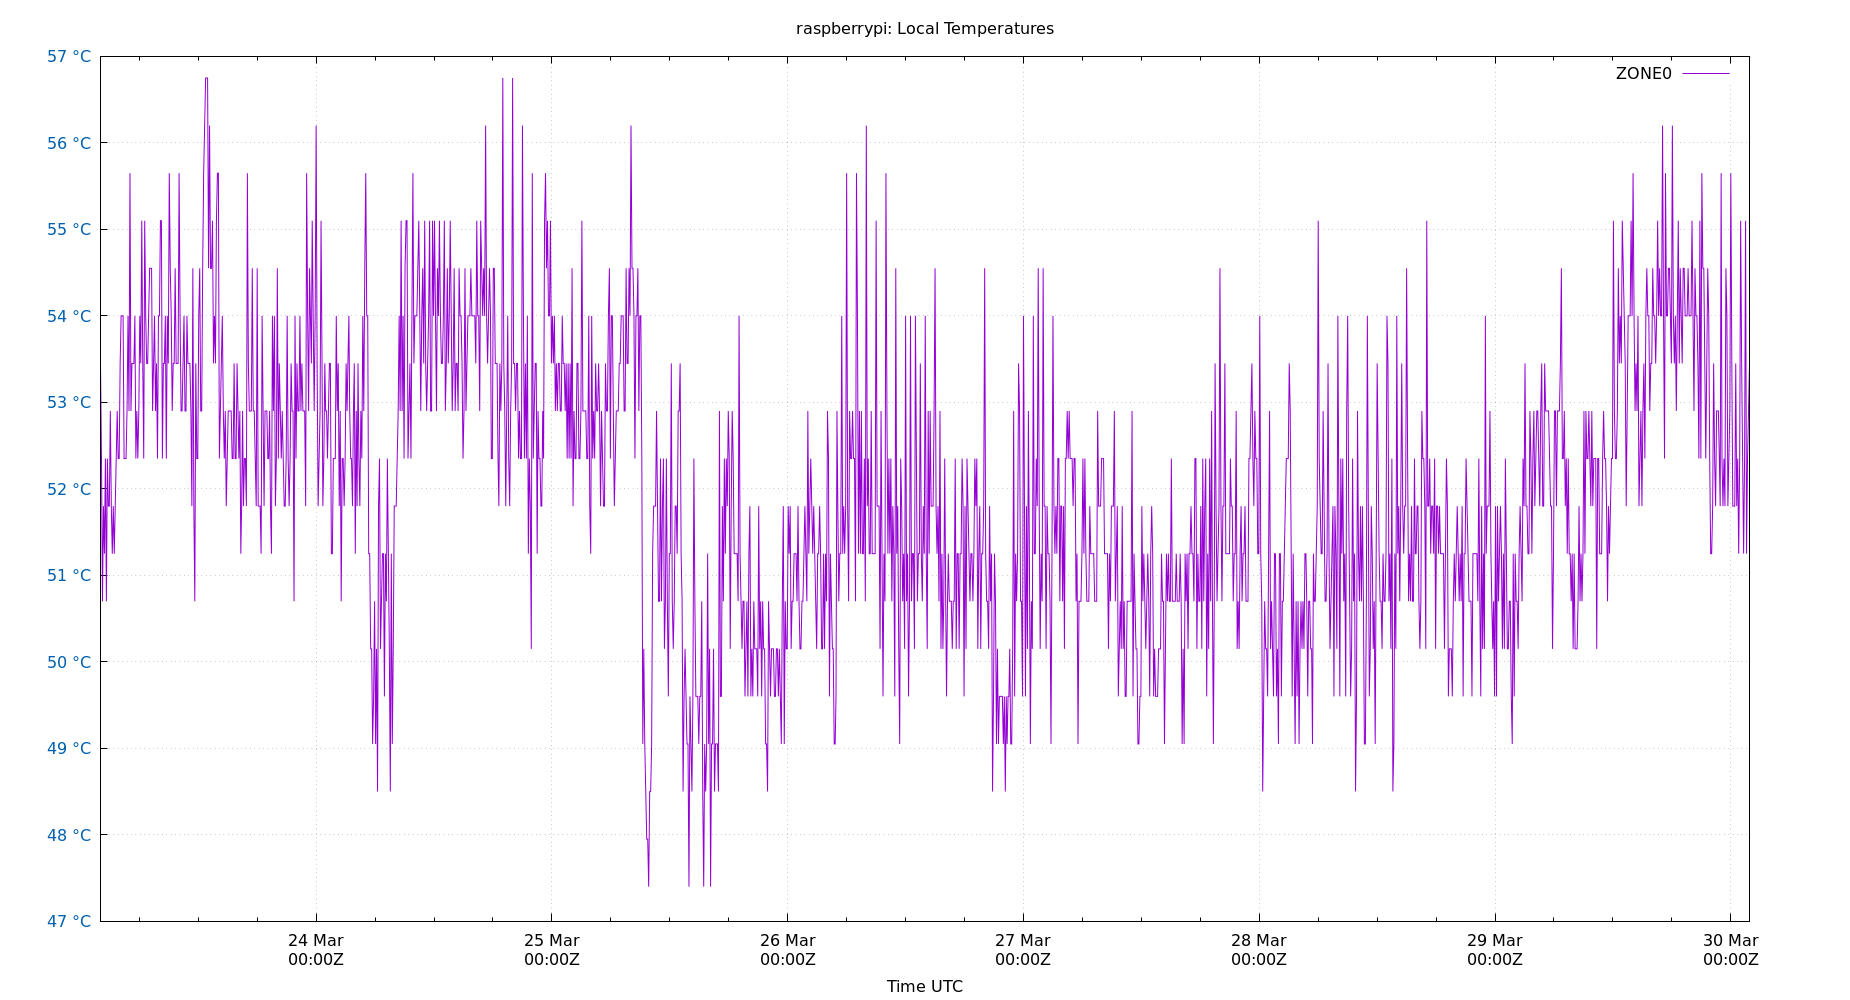 raspberrypi: Local Temperatures
57 °C
ZONE0
56 °C
55 °C
54 °C
53 °C
52 °C
51 °C
50 °C
49 °C
48 °C
47 °C
24 Mar 25 Mar 26 Mar 27 Mar 28 Mar 29 Mar 30 Mar
00:00Z 00:00Z 00:00Z 00:00Z 00:00Z 00:00Z 00:00Z
Time UTC